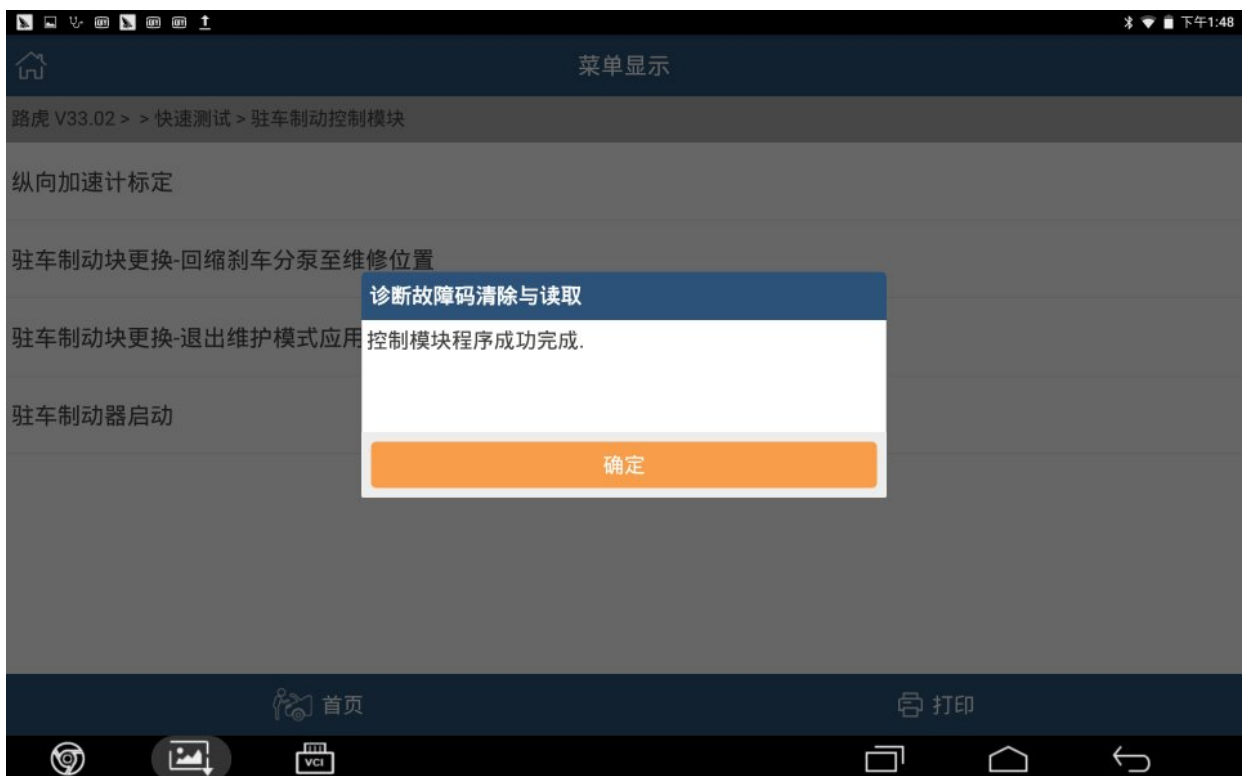 下午1:48
菜单显示
路虎 V33.02 > > 快速测试 > 驻车制动控制模块
纵向加速计标定
驻车制动块更换-回缩刹车分泵至维修位置
驻车制动块更换-退出维护模式应用
驻车制动器启动
诊断故障码清除与读取
控制模块程序成功完成.
确定
首页
打印
VCI